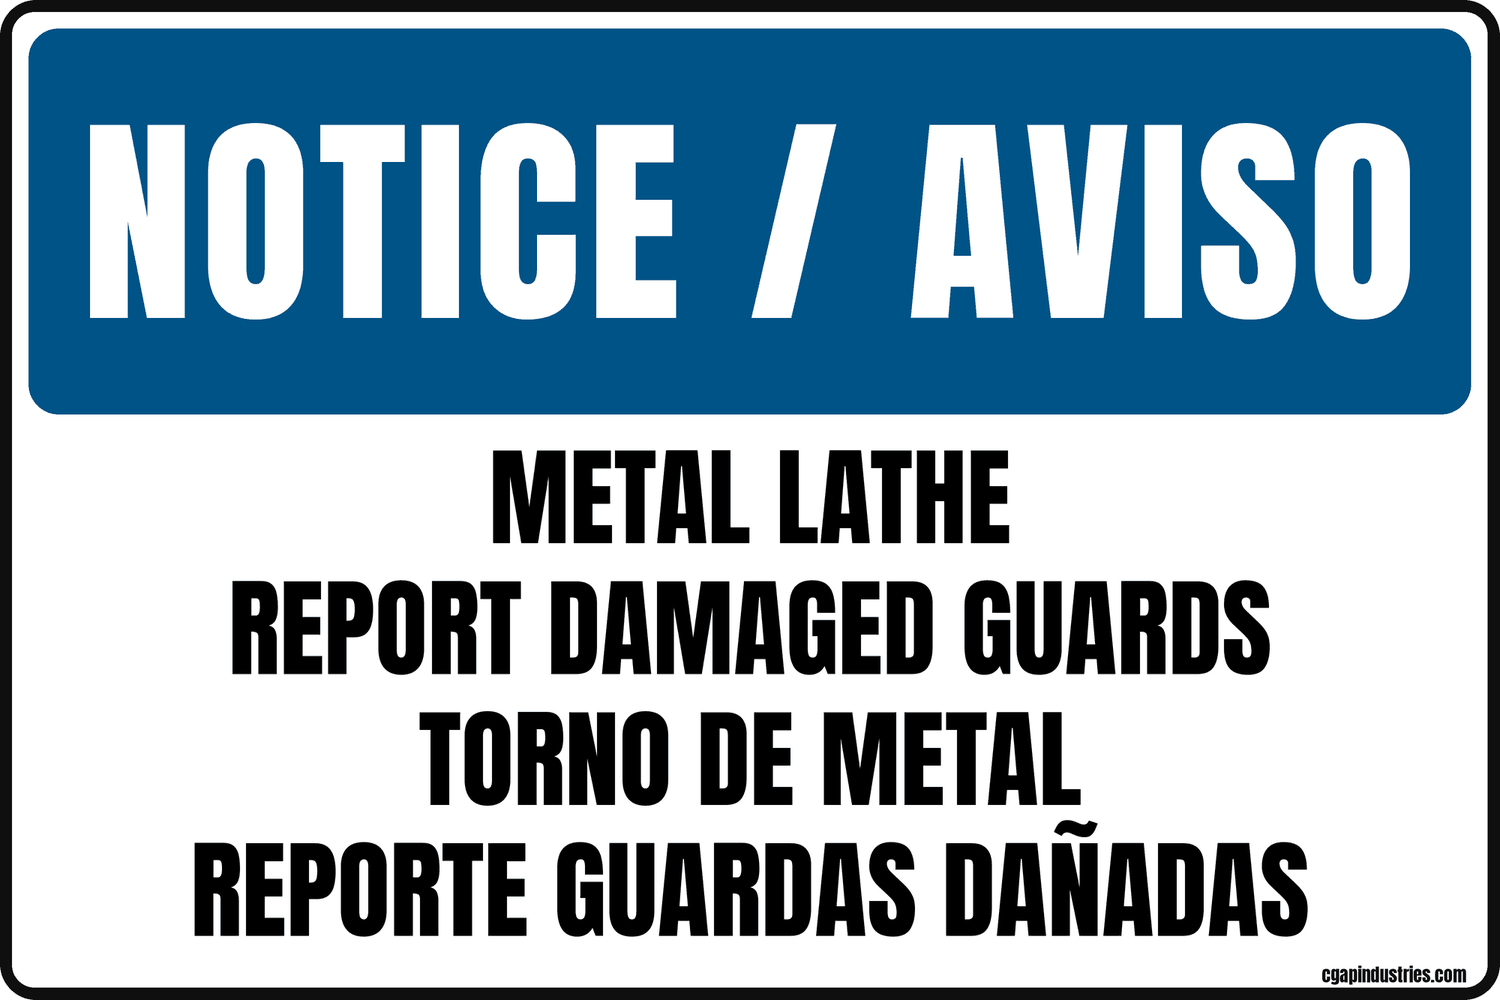 NOTICE / AVISO
METAL LATHE
REPORT DAMAGED GUARDS
TORNO DE METAL
REPORTE GUARDAS DAÑADAS
cgapindustries.com